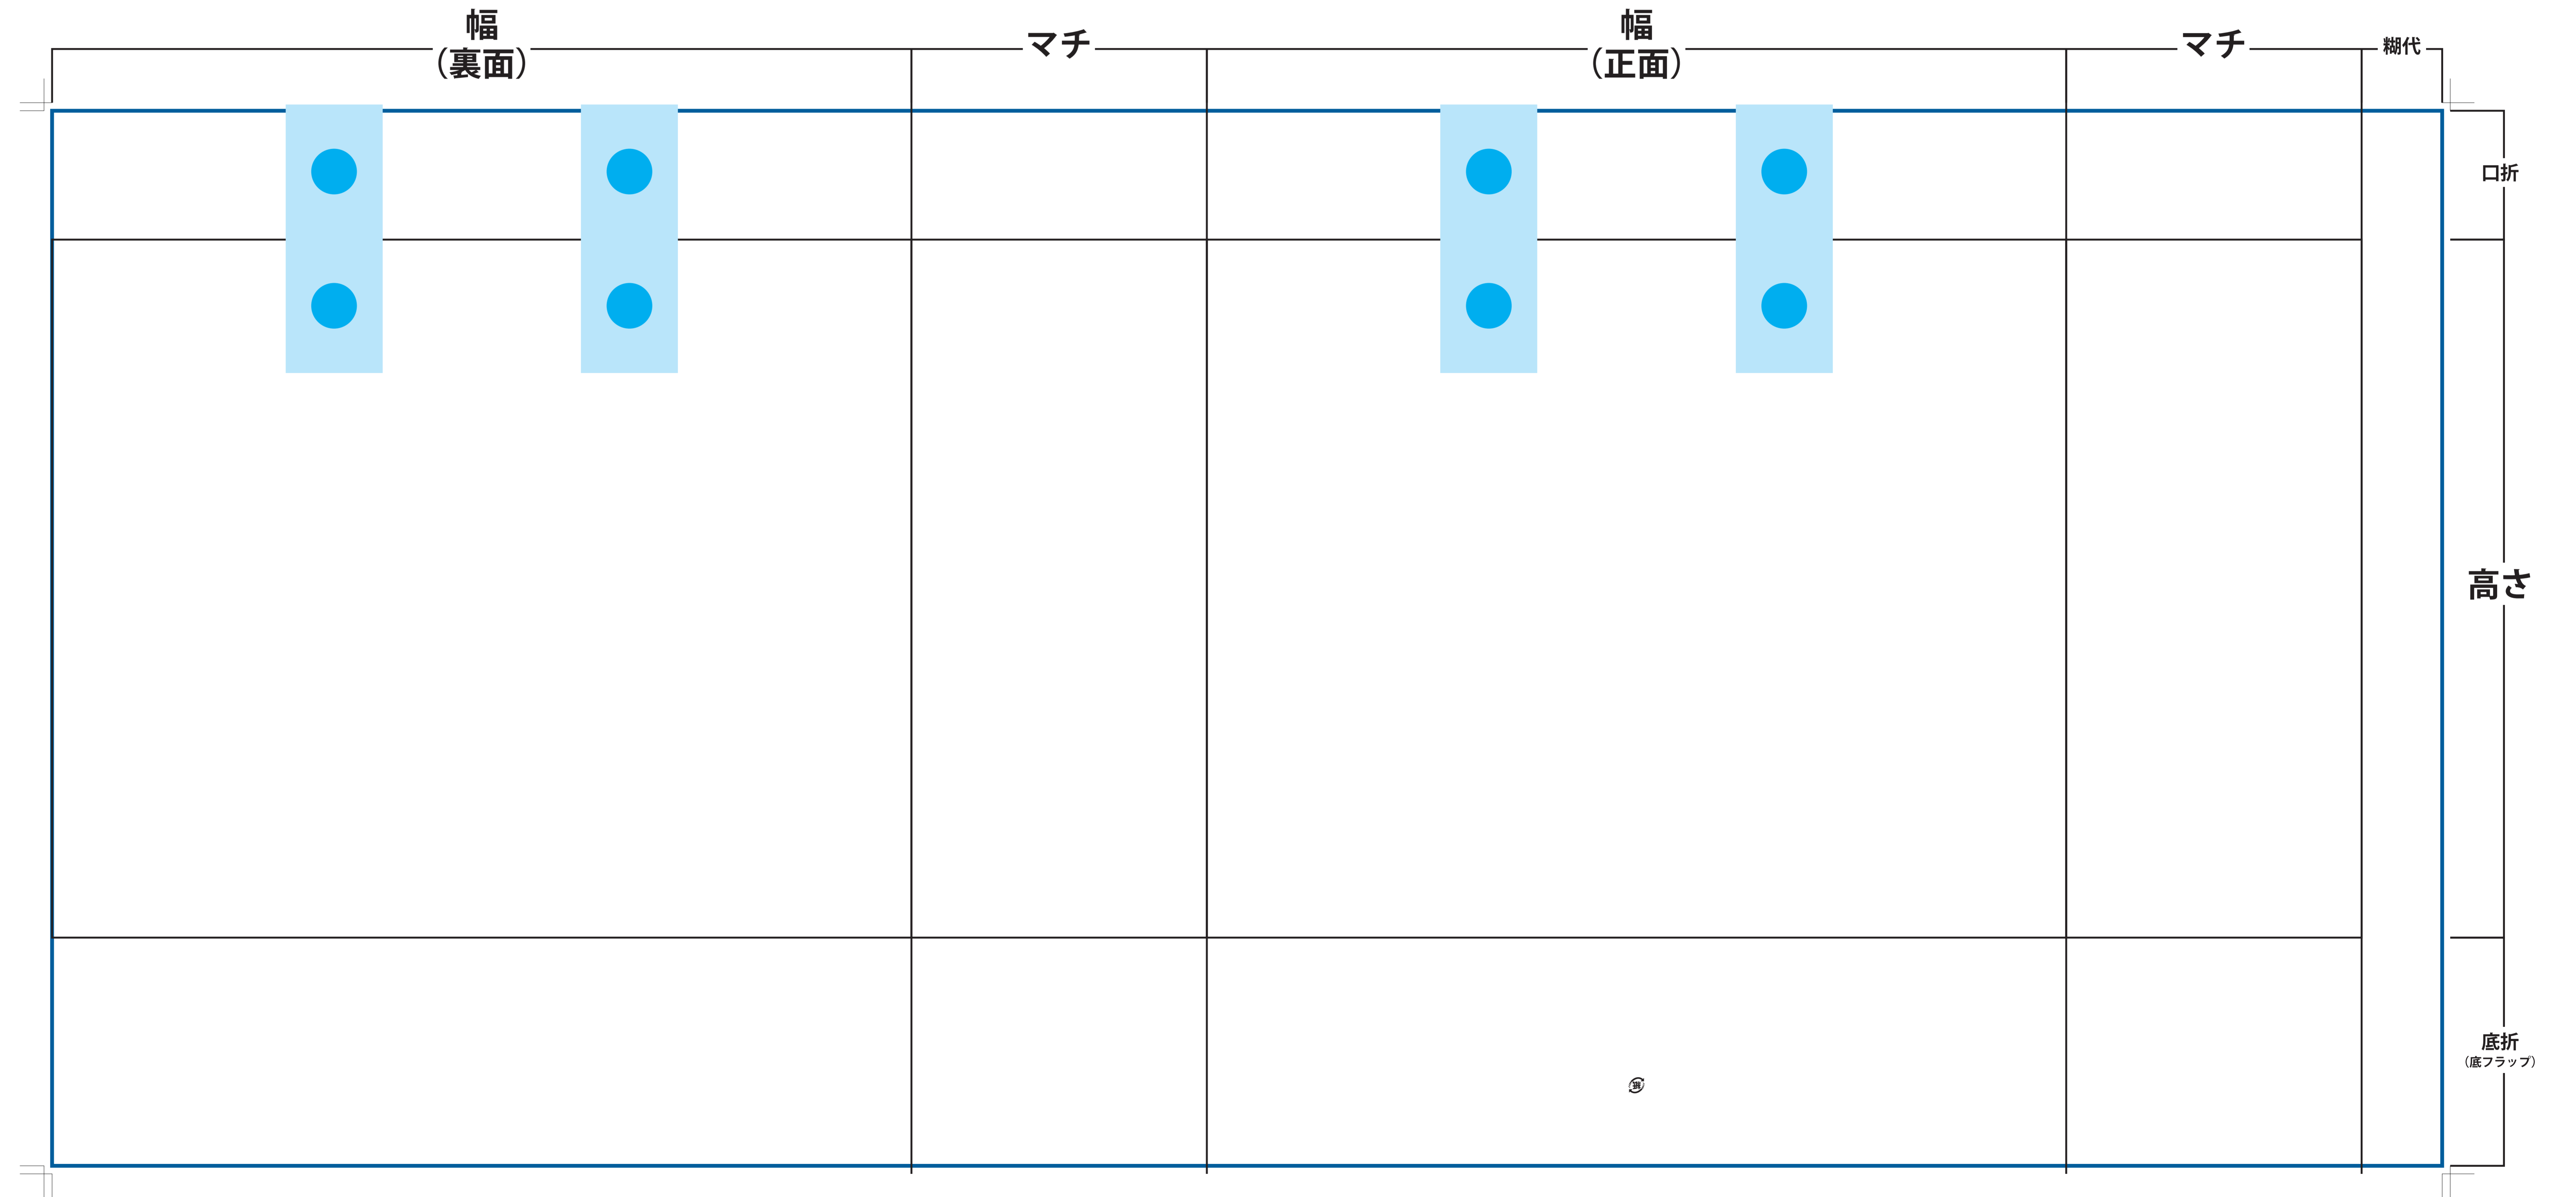 幅
（裏面）
マチ
幅
（正面）
マチ
糊代
口折
高さ
底折
（底フラップ）
紙